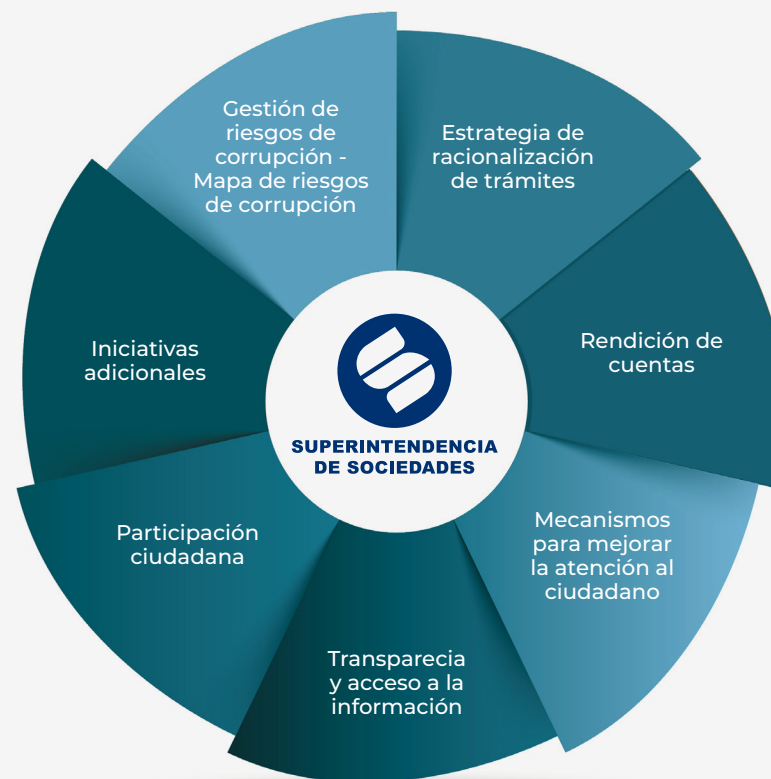 Gestión de
riesgos de
corrupción -
Mapa de riesgos
de corrupción
Estrategia de
racionalización
de trámites
Rendición de
cuentas
Mecanismos
para mejorar
la atención al
ciudadano
Transparecia
y acceso a la
información
Participación
ciudadana
Iniciativas
adicionales
SUPERINTENDENCIA
DE SOCIEDADES